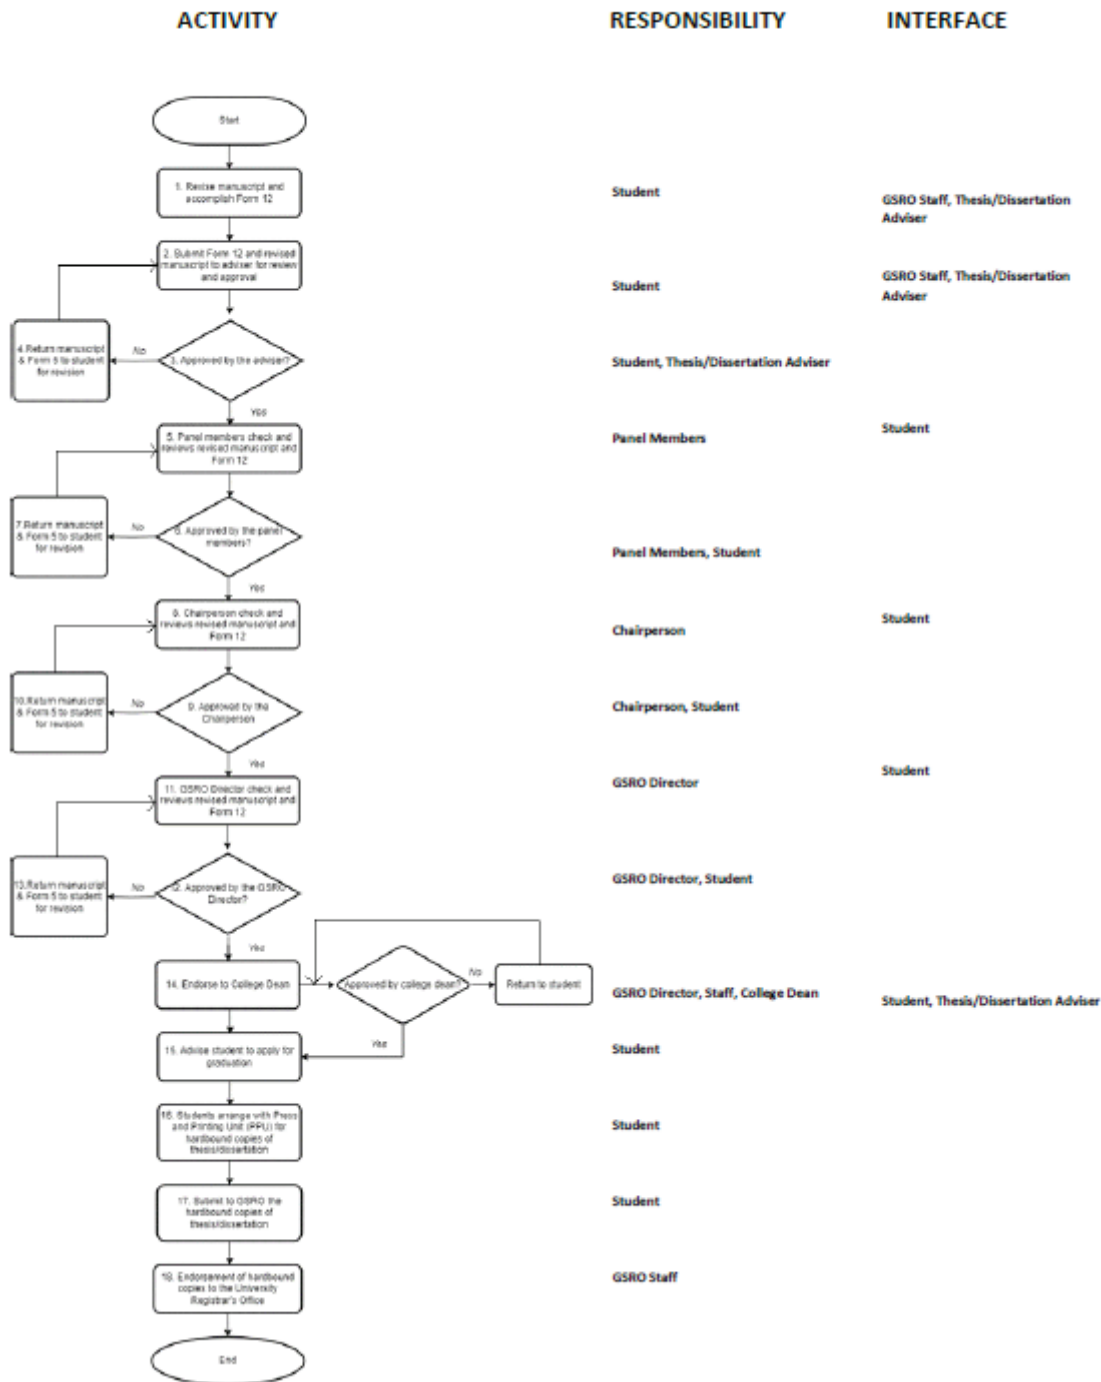 ACTIVITY RESPONSIBILITY INTERFACE
Start
1. Revise manuscript and
accomplish Form 12
Student
GSRO Staff, Thesis/Dissertation
Adviser
2. Submit Form 12 and revised
manuscript to adviser for review
and approval
Student
GSRO Staff, Thesis/Dissertation
Adviser
4.Return manuscript
& Form 5 to student
for revision
No
3. Approved by the adviser?
Student, Thesis/Dissertation Adviser
Yes
5. Panel members check and
reviews revised manuscript and
Form 12
Panel Members
Student
7.Return manuscript
& Form 5 to student
for revision
No
6. Approved by the panel
members?
Panel Members, Student
Yes
8. Chairperson check and
reviews revised manuscript and
Form 12
Chairperson
Student
10.Return manuscript
& Form 5 to student
for revision
No
9. Approved by the
Chairperson
Chairperson, Student
Yes
11. GSRO Director check and
reviews revised manuscript and
Form 12
GSRO Director
Student
13.Return manuscript
& Form 5 to student
for revision
No
12. Approved by the GSRO
Director?
GSRO Director, Student
Yes
14. Endorse to College Dean
Approved by college dean?
No
Return to student
GSRO Director, Staff, College Dean
Student, Thesis/Dissertation Adviser
Yes
15. Advise student to apply for
graduation
Student
16. Students arrange with Press
and Printing Unit (PPU) for
hardbound copies of
thesis/dissertation
Student
17. Submit to GSRO the
hardbound copies of
thesis/dissertation
Student
18. Endorsement of hardbound
copies to the University
Registrar's Office
GSRO Staff
End